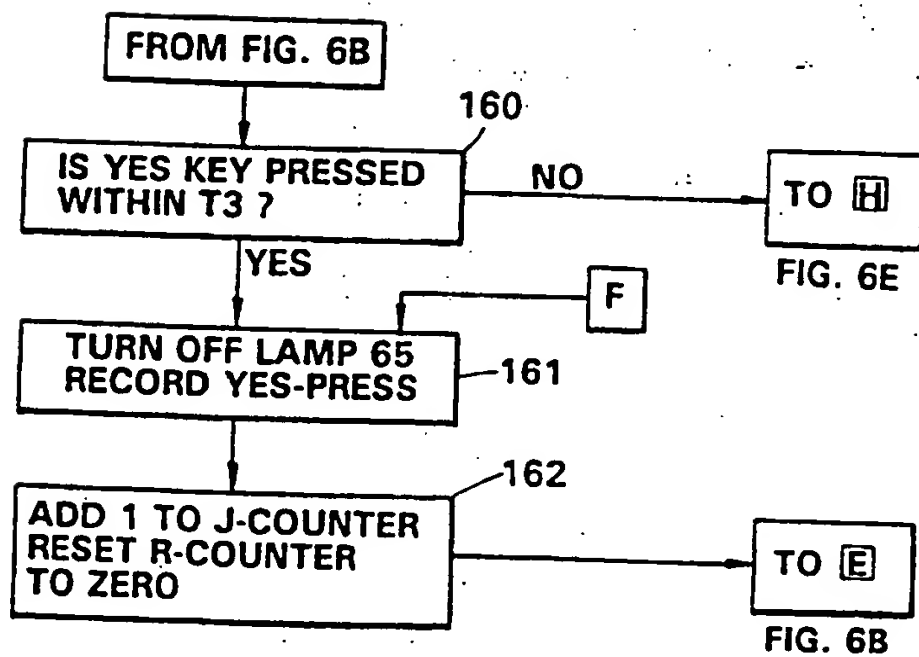 FROM FIG. 6B
160
IS YES KEY PRESSED
WITHIN T3 ?
NO
TO H
FIG. 6E
YES
F
TURN OFF LAMP 65
RECORD YES-PRESS
161
162
ADD 1 TO J-COUNTER
RESET R-COUNTER
TO ZERO
TO E
FIG. 6B